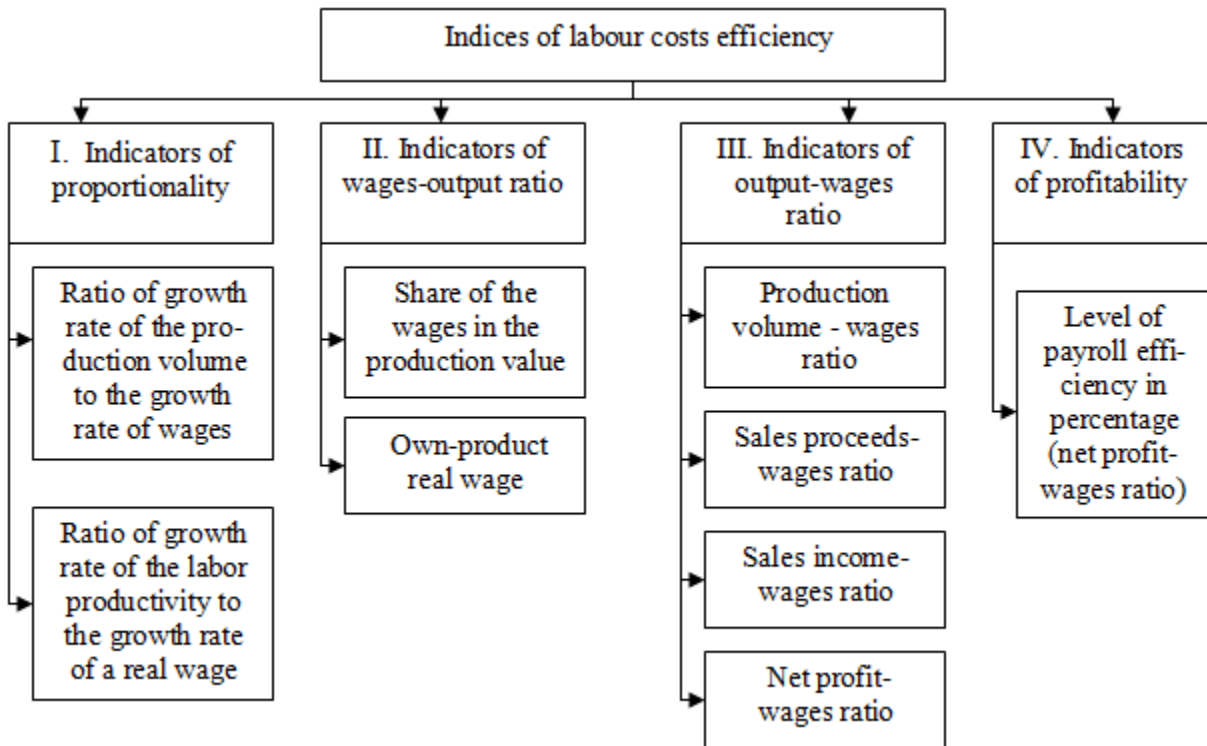 Indices of labour costs efficiency
I. Indicators of
proportionality
II. Indicators of
wages-output ratio
III. Indicators of
output-wages
ratio
IV. Indicators
of profitability
Ratio of growth
rate of the pro-
duction volume
to the growth
rate of wages
Ratio of growth
rate of the labor
productivity to
the growth rate
of a real wage
Share of the
wages in the
production value
Own-product
real wage
Production
volume - wages
ratio
Sales proceeds-
wages ratio
Sales income-
wages ratio
Net profit-
wages ratio
Level of
payroll effi-
ciency in
percentage
(net profit-
wages ratio)